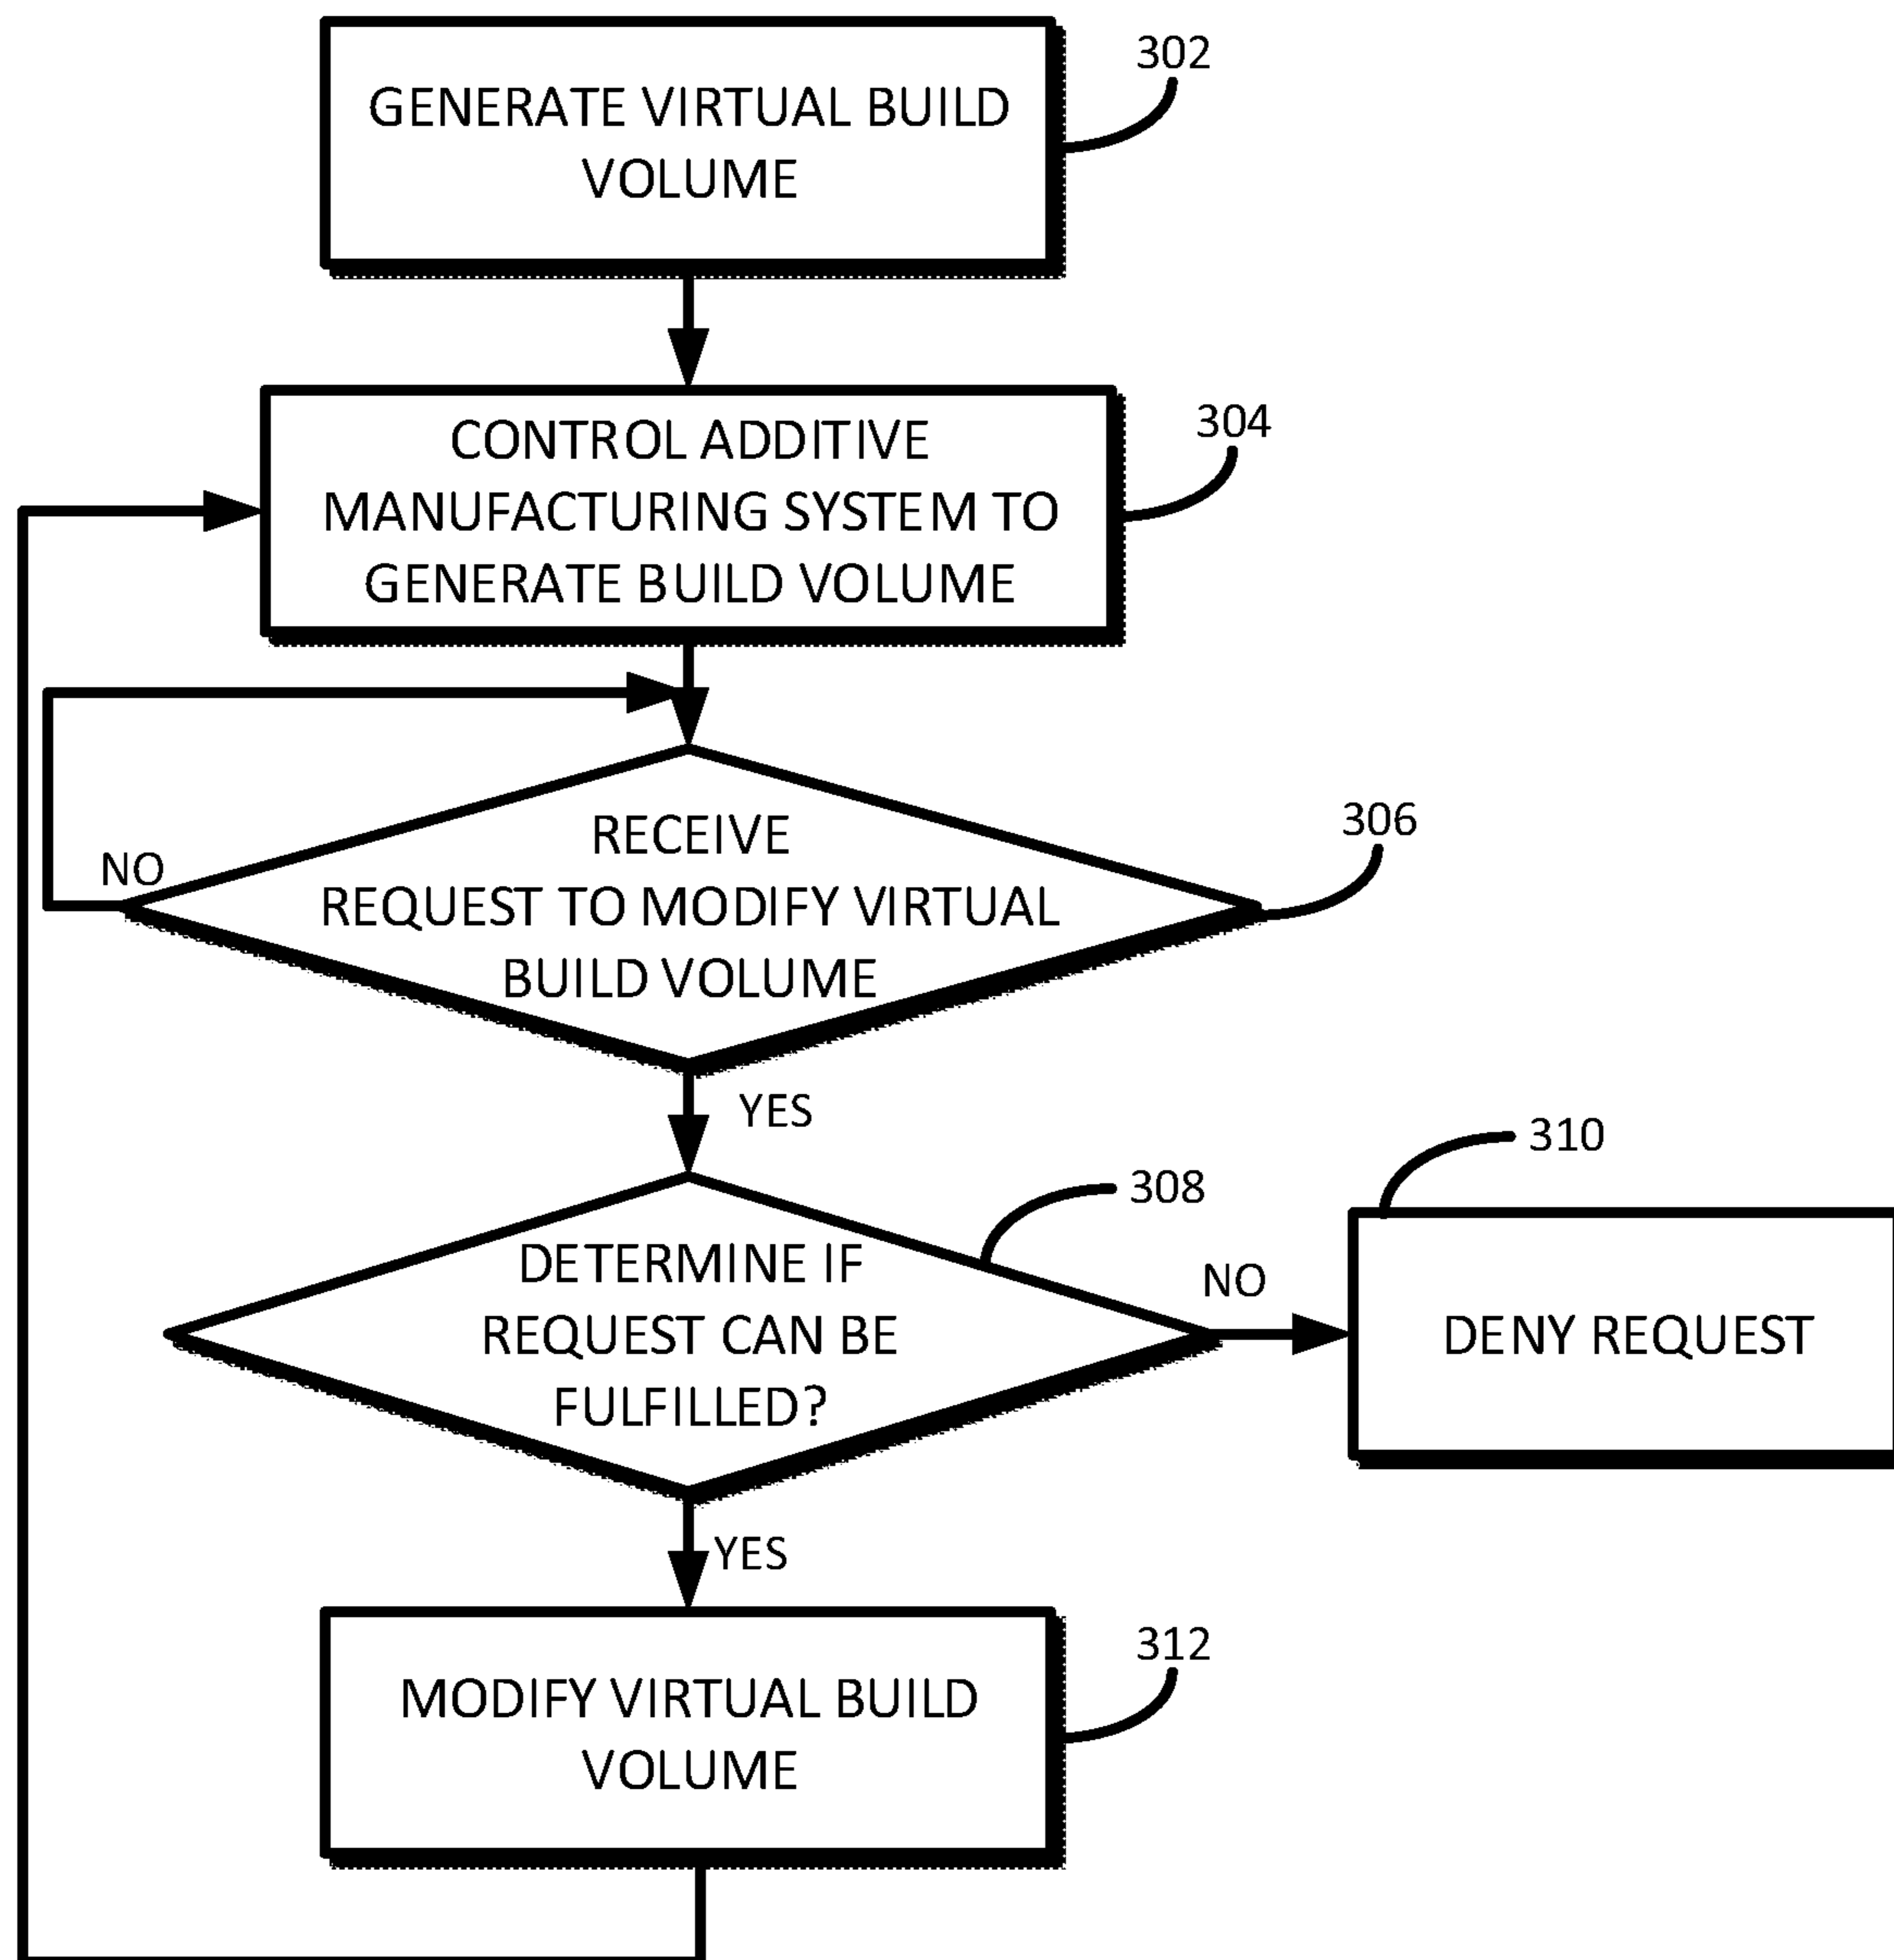 GENERATE VIRTUAL BUILD
VOLUME
302
CONTROL ADDITIVE
MANUFACTURING SYSTEM TO
GENERATE BUILD VOLUME
304
RECEIVE
REQUEST TO MODIFY VIRTUAL
BUILD VOLUME
306
NO
YES
DETERMINE IF
REQUEST CAN BE
FULFILLED?
308
NO
310
DENY REQUEST
YES
MODIFY VIRTUAL BUILD
VOLUME
312